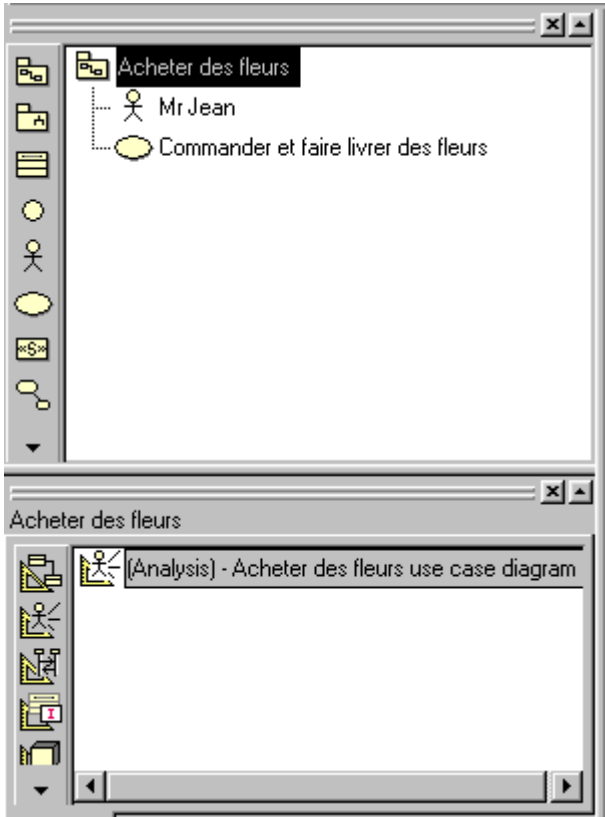 Acheter des fleurs
Mr Jean
Commander et faire livrer des fleurs
«S»
Acheter des fleurs
(Analysis) - Acheter des fleurs use case diagram
I